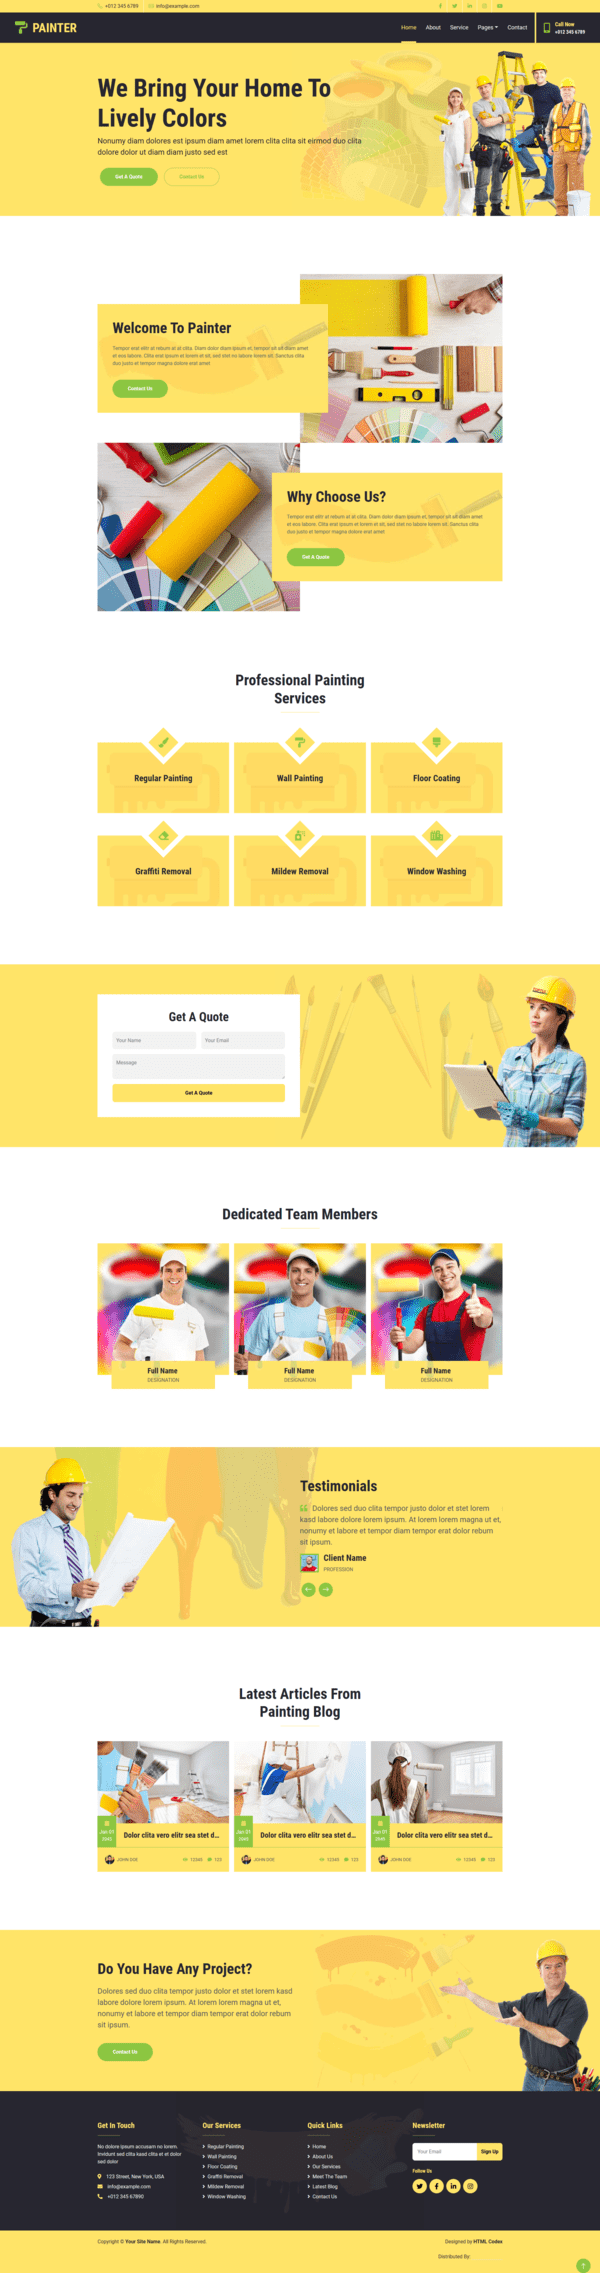 +012 345 6789 info@example.com
PAINTER
Home About Service Pages Contact
Call Now
+012 345 6789
We Bring Your Home To
Lively Colors
Nonumy diam dolores est ipsum diam amet lorem clita clita sit eirmod duo clita
dolore dolor ut diam diam justo sed est
Get A Quote Contact Us
Welcome To Painter
Tempor erat elitr at rebum at at clita. Diam dolor diam ipsum et, tempor sit sit diam amet
et eos labore. Clita erat ipsum et lorem et sit, sed stet no labore lorem sit. Sanctus clita
duo justo et tempor magna dolore erat amet
Contact Us
Why Choose Us?
Tempor erat elitr at rebum at at clita. Diam dolor diam ipsum et, tempor sit sit diam amet
et eos labore. Clita erat ipsum et lorem et sit, sed stet no labore lorem sit. Sanctus clita
duo justo et tempor magna dolore erat amet
Get A Quote
Professional Painting
Services
Regular Painting Wall Painting Floor Coating
Graffiti Removal Mildew Removal Window Washing
Get A Quote
Your Name Your Email
Message
Get A Quote
Dedicated Team Members
Full Name Full Name Full Name
DESIGNATION DESIGNATION DESIGNATION
Testimonials
Dolores sed duo clita tempor justo dolor et stet lorem
kasd labore dolore lorem ipsum. At lorem lorem magna ut et,
nonumy et labore et tempor diam tempor erat dolor rebum
sit ipsum.
Client Name
PROFESSION
Latest Articles From
Painting Blog
Jan 01 2045 Dolor clita vero elitr sea stet d...
JOHN DOE 12345 123
Jan 01 2045 Dolor clita vero elitr sea stet d...
JOHN DOE 12345 123
Jan 01 2045 Dolor clita vero elitr sea stet d...
JOHN DOE 12345 123
Do You Have Any Project?
Dolores sed duo clita tempor justo dolor et stet lorem kasd
labore dolore lorem ipsum. At lorem lorem magna ut et,
nonumy et labore et tempor diam tempor erat dolor rebum
sit ipsum.
Contact Us
Get In Touch
No dolore ipsum accusam no lorem.
Invidunt sed clita kasd clita et et dolor
sed dolor
123 Street, New York, USA
info@example.com
+012 345 67890
Our Services
Regular Painting
Wall Painting
Floor Coating
Graffiti Removal
Mildew Removal
Window Washing
Quick Links
Home
About Us
Our Services
Meet The Team
Latest Blog
Contact Us
Newsletter
Your Email Sign Up
Follow Us
Copyright © Your Site Name. All Rights Reserved.
Designed by HTML Codex
Distributed By: